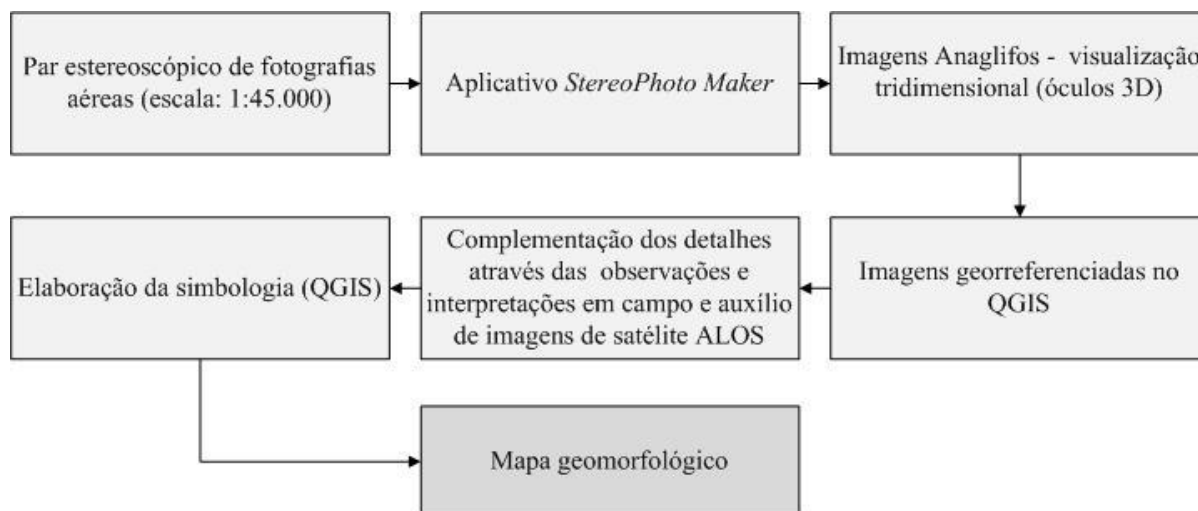 Par estereoscópico de fotografias
aéreas (escala: 1:45.000)
Aplicativo StereoPhoto Maker
Imagens Anaglifos - visualização
tridimensional (óculos 3D)
Imagens georreferenciadas no
QGIS
Complementação dos detalhes
através das observações e
interpretações em campo e auxílio
de imagens de satélite ALOS
Elaboração da simbologia (QGIS)
Mapa geomorfológico